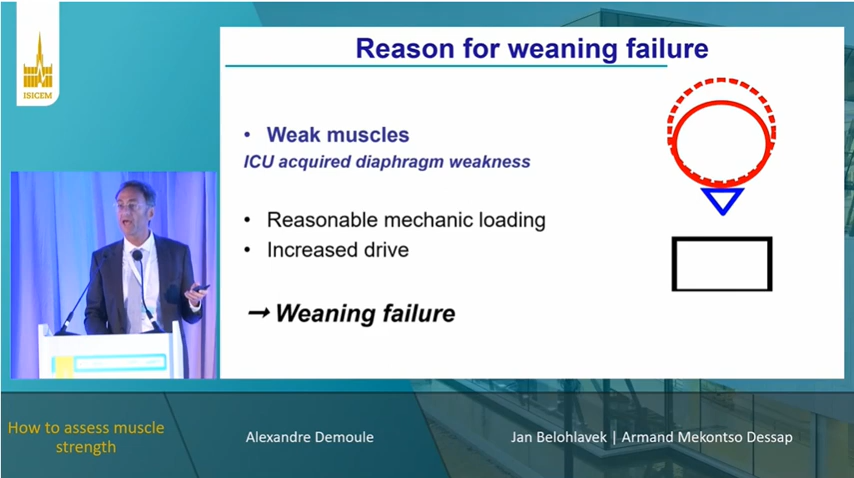 ISICEM
Reason for weaning failure
• Weak muscles
ICU acquired diaphragm weakness
• Reasonable mechanic loading
• Increased drive
→ Weaning failure
How to assess muscle
strength
Alexandre Demoule
Jan Belohlavek | Armand Mekontso Dessap